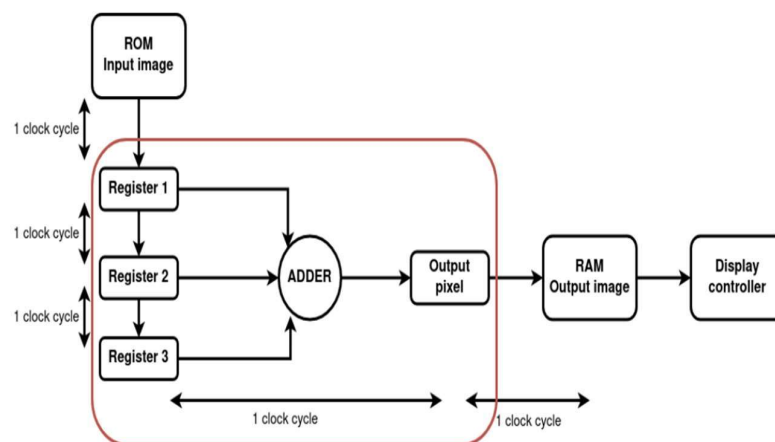 ROM
Input image
1 clock cycle
Register 1
1 clock cycle
Register 2
ADDER
Output
pixel
RAM
Output image
Display
controller
1 clock cycle
Register 3
1 clock cycle
1 clock cycle